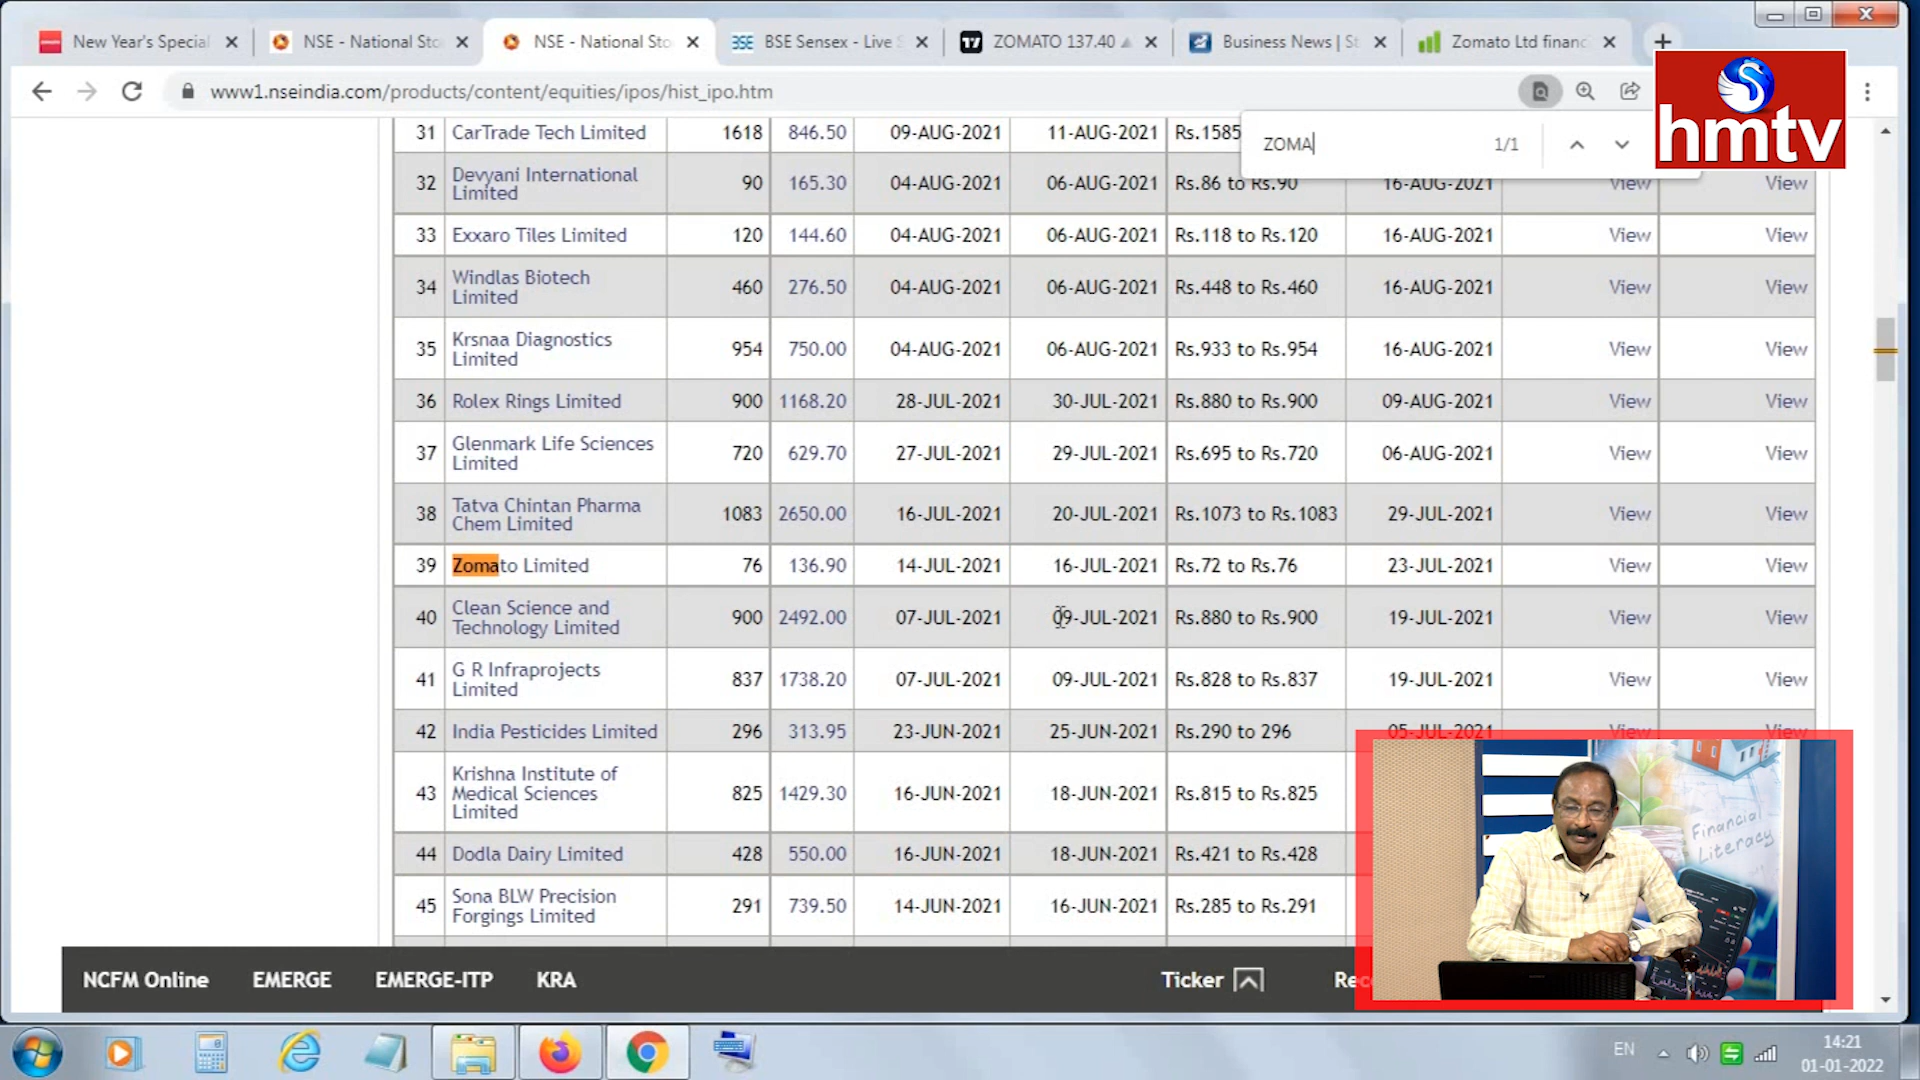 New Year's Special
NSE - National Sto
NSE - National Sto
BSE Sensex - Live S
ZOMATO 137.40
Business News | St
Zomato Ltd financ
www1.nseindia.com/products/content/equities/ipos/hist_ipo.htm
hmtv
ZOMA 1/1
31 CarTrade Tech Limited 1618 846.50 09-AUG-2021 11-AUG-2021 Rs.1585
32 Devyani International Limited 90 165.30 04-AUG-2021 06-AUG-2021 Rs.86 to Rs.90 16-AUG-2021 View View
33 Exxaro Tiles Limited 120 144.60 04-AUG-2021 06-AUG-2021 Rs.118 to Rs.120 16-AUG-2021 View View
34 Windlas Biotech Limited 460 276.50 04-AUG-2021 06-AUG-2021 Rs.448 to Rs.460 16-AUG-2021 View View
35 Krsnaa Diagnostics Limited 954 750.00 04-AUG-2021 06-AUG-2021 Rs.933 to Rs.954 16-AUG-2021 View View
36 Rolex Rings Limited 900 1168.20 28-JUL-2021 30-JUL-2021 Rs.880 to Rs.900 09-AUG-2021 View View
37 Glenmark Life Sciences Limited 720 629.70 27-JUL-2021 29-JUL-2021 Rs.695 to Rs.720 06-AUG-2021 View View
38 Tatva Chintan Pharma Chem Limited 1083 2650.00 16-JUL-2021 20-JUL-2021 Rs.1073 to Rs.1083 29-JUL-2021 View View
39 Zomato Limited 76 136.90 14-JUL-2021 16-JUL-2021 Rs.72 to Rs.76 23-JUL-2021 View View
40 Clean Science and Technology Limited 900 2492.00 07-JUL-2021 09-JUL-2021 Rs.880 to Rs.900 19-JUL-2021 View View
41 G R Infraprojects Limited 837 1738.20 07-JUL-2021 09-JUL-2021 Rs.828 to Rs.837 19-JUL-2021 View View
42 India Pesticides Limited 296 313.95 23-JUN-2021 25-JUN-2021 Rs.290 to 296 05-JUL-2021 View View
43 Krishna Institute of Medical Sciences Limited 825 1429.30 16-JUN-2021 18-JUN-2021 Rs.815 to Rs.825
44 Dodla Dairy Limited 428 550.00 16-JUN-2021 18-JUN-2021 Rs.421 to Rs.428
45 Sona BLW Precision Forgings Limited 291 739.50 14-JUN-2021 16-JUN-2021 Rs.285 to Rs.291
Financial
Literacy
NCFM Online EMERGE EMERGE-ITP KRA Ticker Rec
EN
14:21
01-01-2022